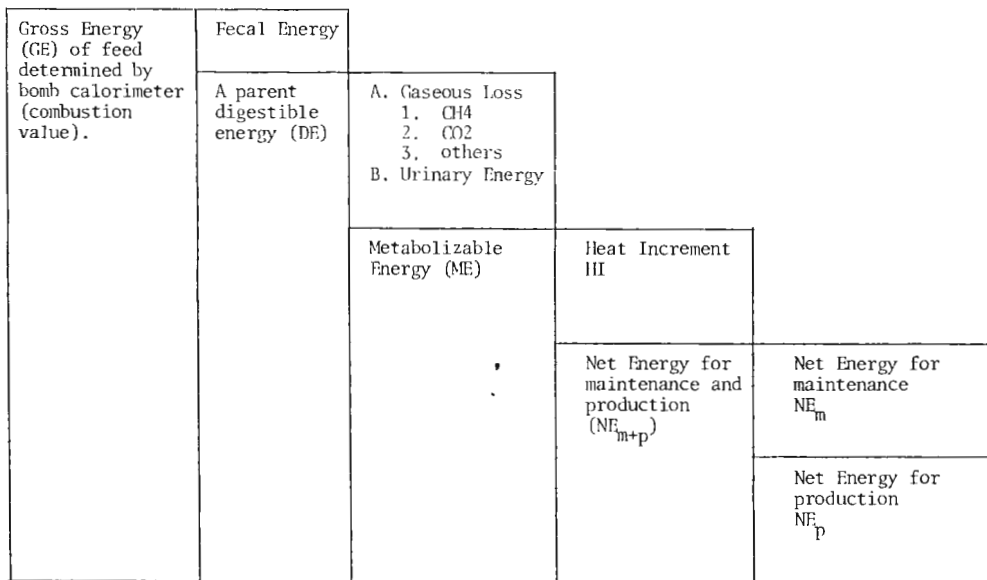 Gross Energy
(GE) of feed
determined by
bomb calorimeter
(combustion
value).
Fecal Energy
A parent
digestible
energy (DE)
A. Gaseous Loss
1. CH4
2. CO2
3. others
B. Urinary Energy
Metabolizable
Energy (ME)
Heat Increment
HI
Net Energy for
maintenance and
production
(NEm+p)
Net Energy for
maintenance
NEm
Net Energy for
production
NEp